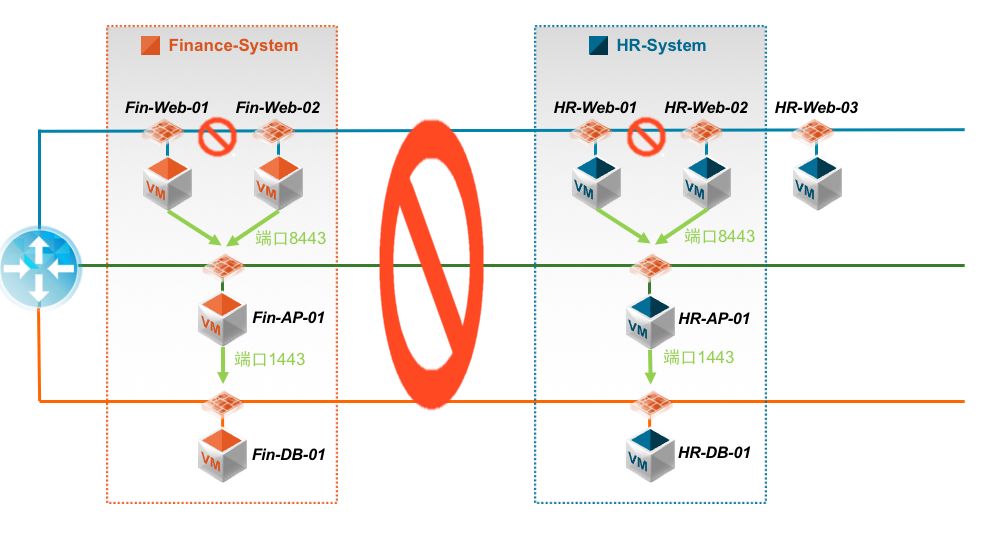 Finance-System
HR-System
Fin-Web-01
Fin-Web-02
HR-Web-01
HR-Web-02
HR-Web-03
VM
VM
VM
VM
VM
端口8443
端口8443
VM
Fin-AP-01
VM
HR-AP-01
端口1443
端口1443
VM
Fin-DB-01
VM
HR-DB-01